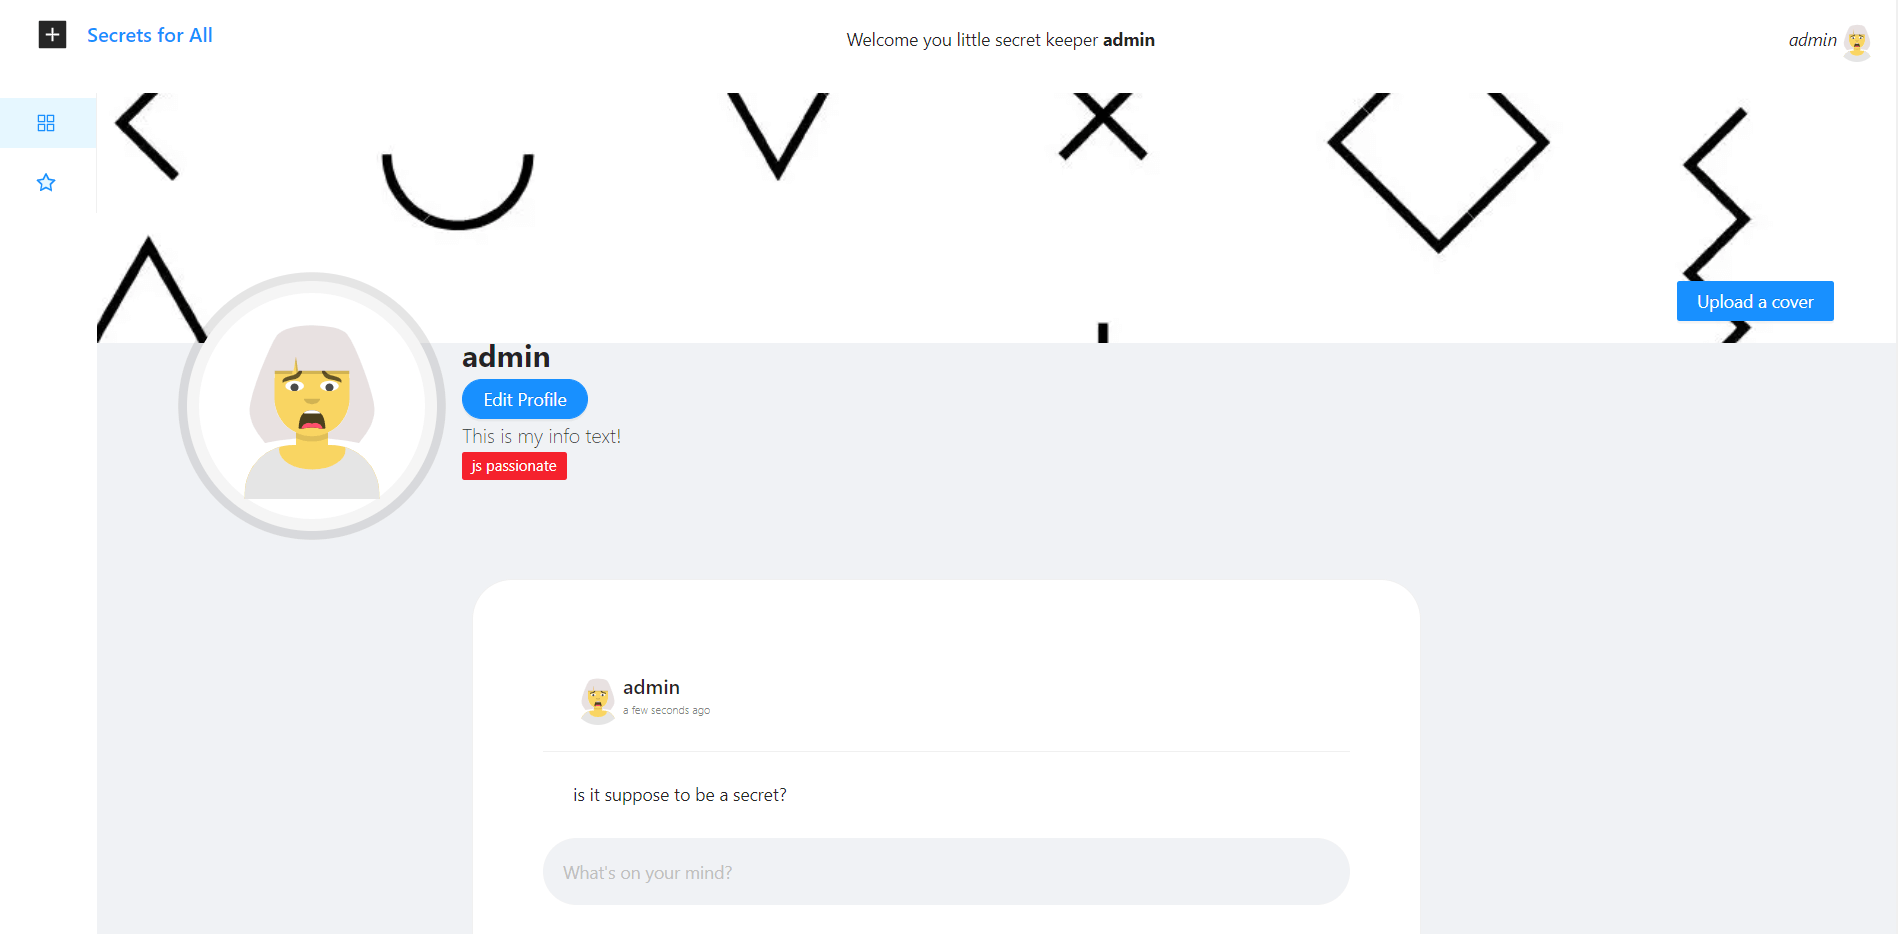 Secrets for All
Welcome you little secret keeper admin
admin
Upload a cover
admin
Edit Profile
This is my info text!
js passionate
admin
a few seconds ago
is it suppose to be a secret?
What's on your mind?